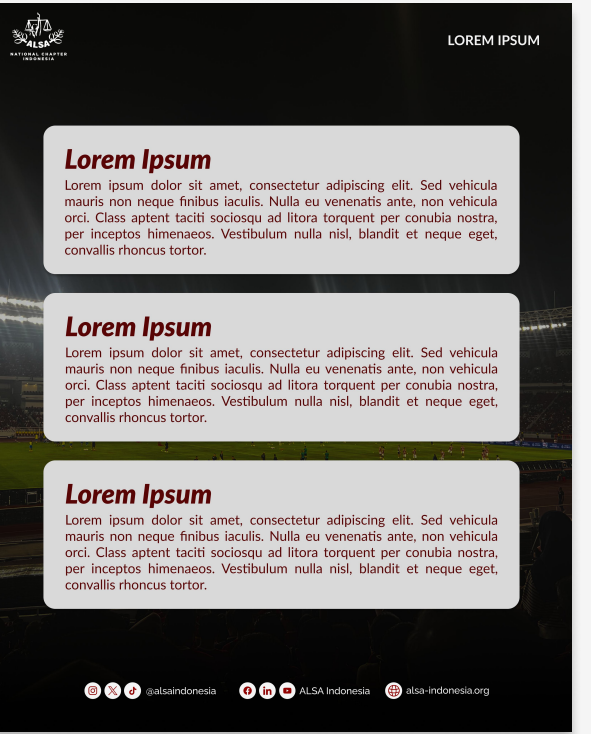 ALSA
NATIONAL CHAPTER
INDONESIA
LOREM IPSUM
Lorem Ipsum
Lorem ipsum dolor sit amet, consectetur adipiscing elit. Sed vehicula
mauris non neque finibus iaculis. Nulla eu venenatis ante, non vehicula
orci. Class aptent taciti sociosqu ad litora torquent per conubia nostra,
per inceptos himenaeos. Vestibulum nulla nisl, blandit et neque eget,
convallis rhoncus tortor.
Lorem Ipsum
Lorem ipsum dolor sit amet, consectetur adipiscing elit. Sed vehicula
mauris non neque finibus iaculis. Nulla eu venenatis ante, non vehicula
orci. Class aptent taciti sociosqu ad litora torquent per conubia nostra,
per inceptos himenaeos. Vestibulum nulla nisl, blandit et neque eget,
convallis rhoncus tortor.
Lorem Ipsum
Lorem ipsum dolor sit amet, consectetur adipiscing elit. Sed vehicula
mauris non neque finibus iaculis. Nulla eu venenatis ante, non vehicula
orci. Class aptent taciti sociosqu ad litora torquent per conubia nostra,
per inceptos himenaeos. Vestibulum nulla nisl, blandit et neque eget,
convallis rhoncus tortor.
@alsaindonesia ALSA Indonesia alsa-indonesia.org